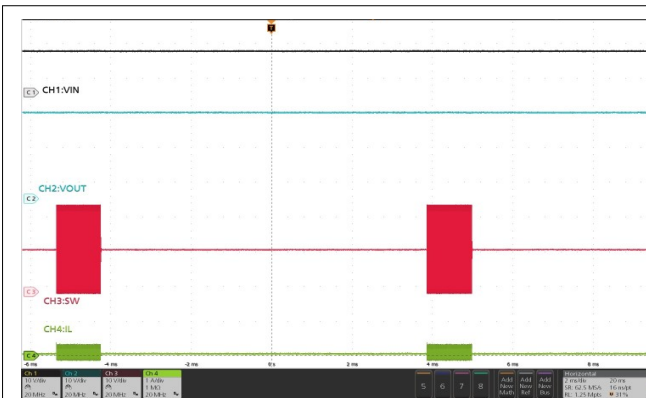 T
C1 CH1:VIN
CH2:VOUT
C2
C3
CH3:SW
CH4:IL
C4
-6 ms -4 ms -2 ms 0 s 2 ms 4 ms 6 ms 8 ms
Ch 1 Ch 2 Ch 3 Ch 4 Horizontal
10 V/div 10 V/div 10 V/div 1 A/div 5 6 7 8 Add Add Add 2 ms/div 20 ms
1 MΩ New New New SR: 62.5 MS/s 16 ns/pt
20 MHz 20 MHz 20 MHz 20 MHz Math Ref Bus RL: 1.25 Mpts 31%